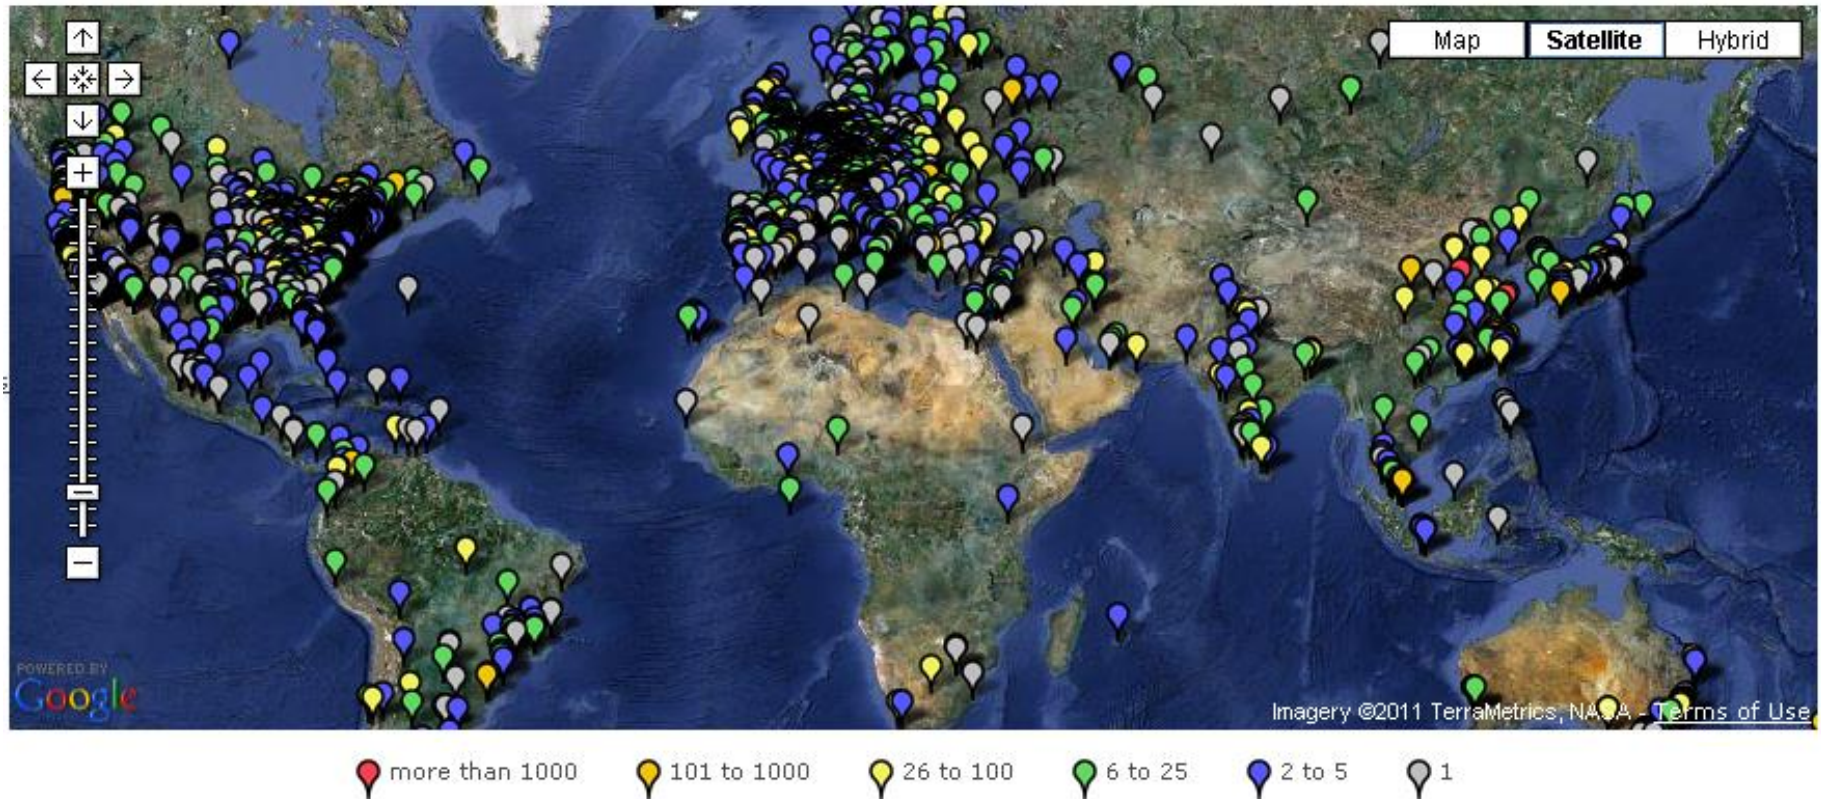 Map
Satellite
Hybrid
POWERED BY
Google
Imagery ©2011 TerraMetrics, NASA - Terms of Use
more than 1000
101 to 1000
26 to 100
6 to 25
2 to 5
1